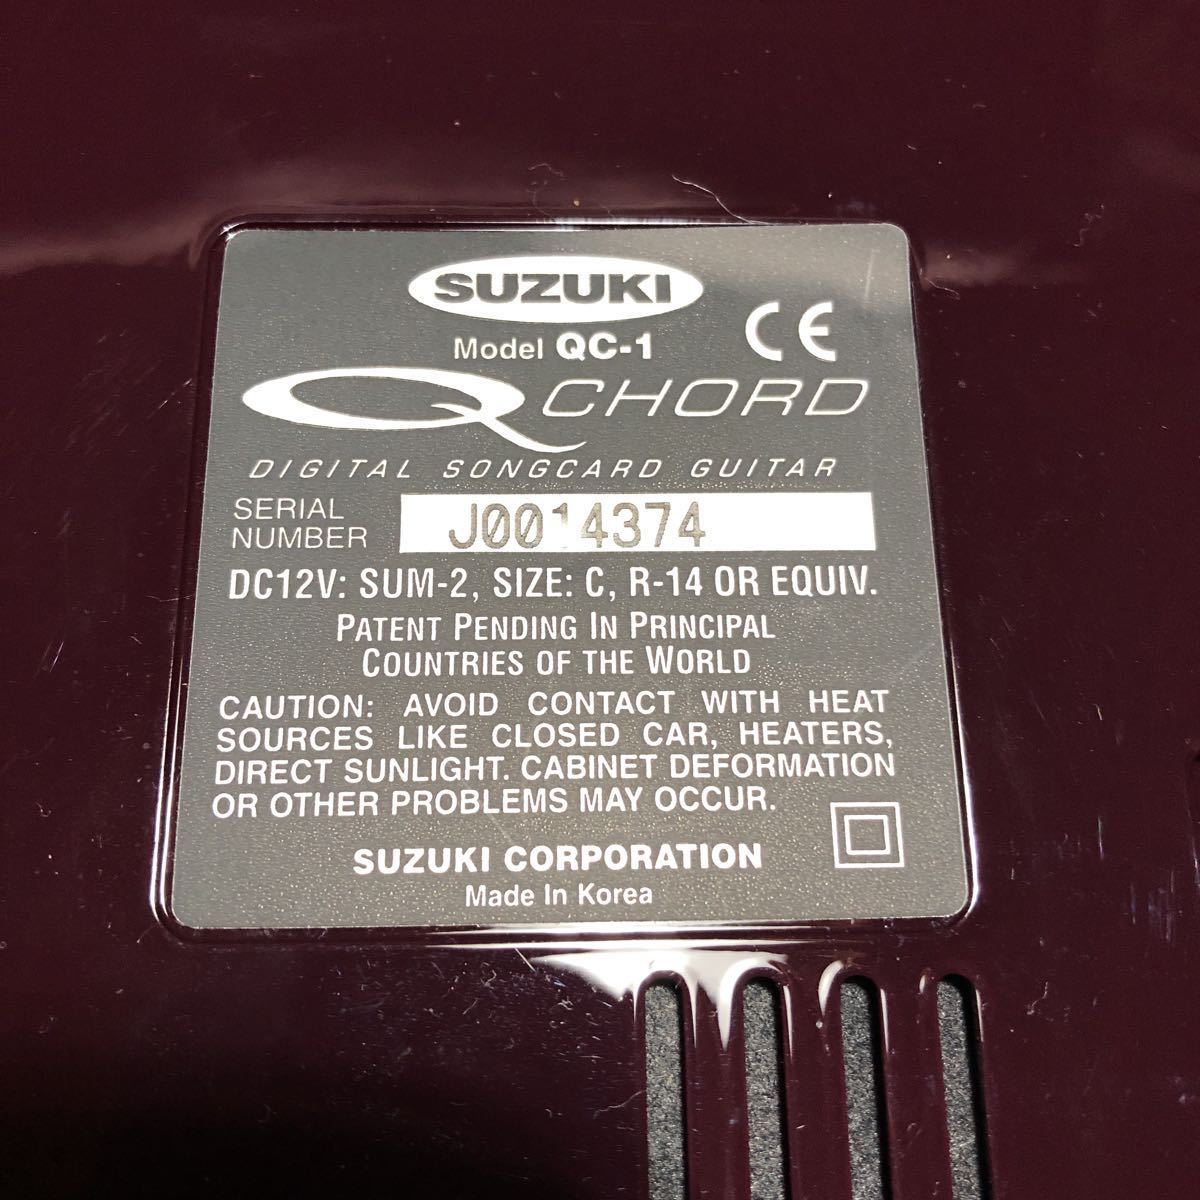 SUZUKI
Model QC-1
CE
Q CHORD
DIGITAL SONGCARD GUITAR
SERIAL NUMBER J0014374
DC12V: SUM-2, SIZE: C, R-14 OR EQUIV.
PATENT PENDING IN PRINCIPAL
COUNTRIES OF THE WORLD
CAUTION: AVOID CONTACT WITH HEAT
SOURCES LIKE CLOSED CAR, HEATERS,
DIRECT SUNLIGHT. CABINET DEFORMATION
OR OTHER PROBLEMS MAY OCCUR.
SUZUKI CORPORATION
Made In Korea